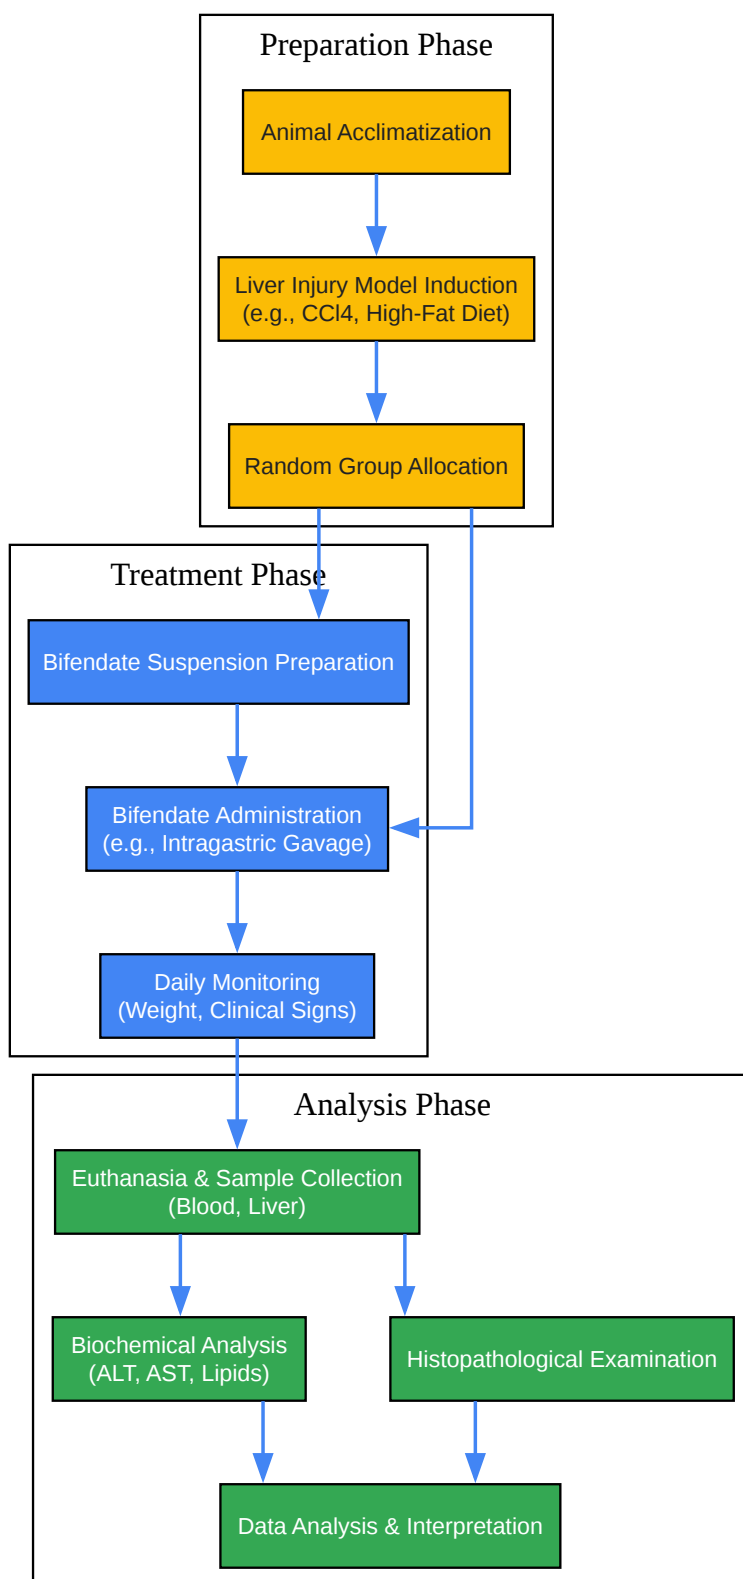 Preparation Phase
Animal Acclimatization
Liver Injury Model Induction
(e.g., CCl4, High-Fat Diet)
Random Group Allocation
Treatment Phase
Bifendate Suspension Preparation
Bifendate Administration
(e.g., Intragastric Gavage)
Daily Monitoring
(Weight, Clinical Signs)
Analysis Phase
Euthanasia & Sample Collection
(Blood, Liver)
Biochemical Analysis
(ALT, AST, Lipids)
Histopathological Examination
Data Analysis & Interpretation